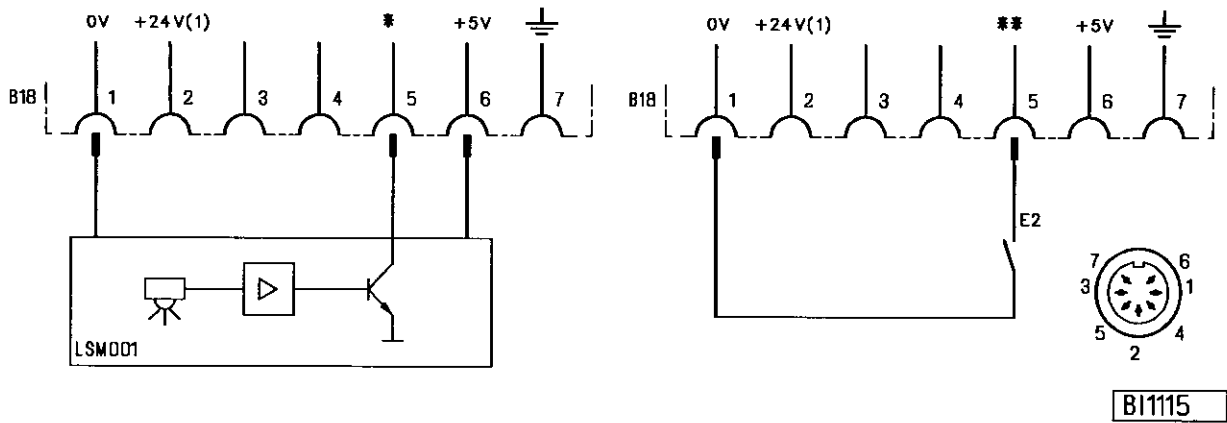 0V +24V(1) * +5V
B18 1 2 3 4 5 6 7
LSM001
0V +24V(1) ** +5V
B18 1 2 3 4 5 6 7
E2
7 6
3 1
5 4
2
BI1115